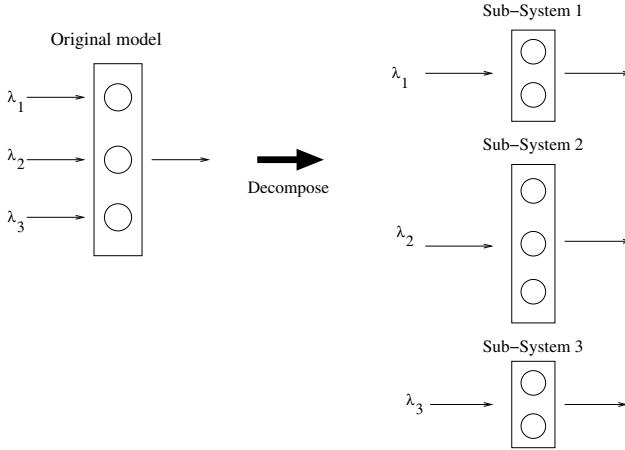 Original model
λ1
λ2
λ3
Decompose
Sub−System 1
λ1
Sub−System 2
λ2
Sub−System 3
λ3